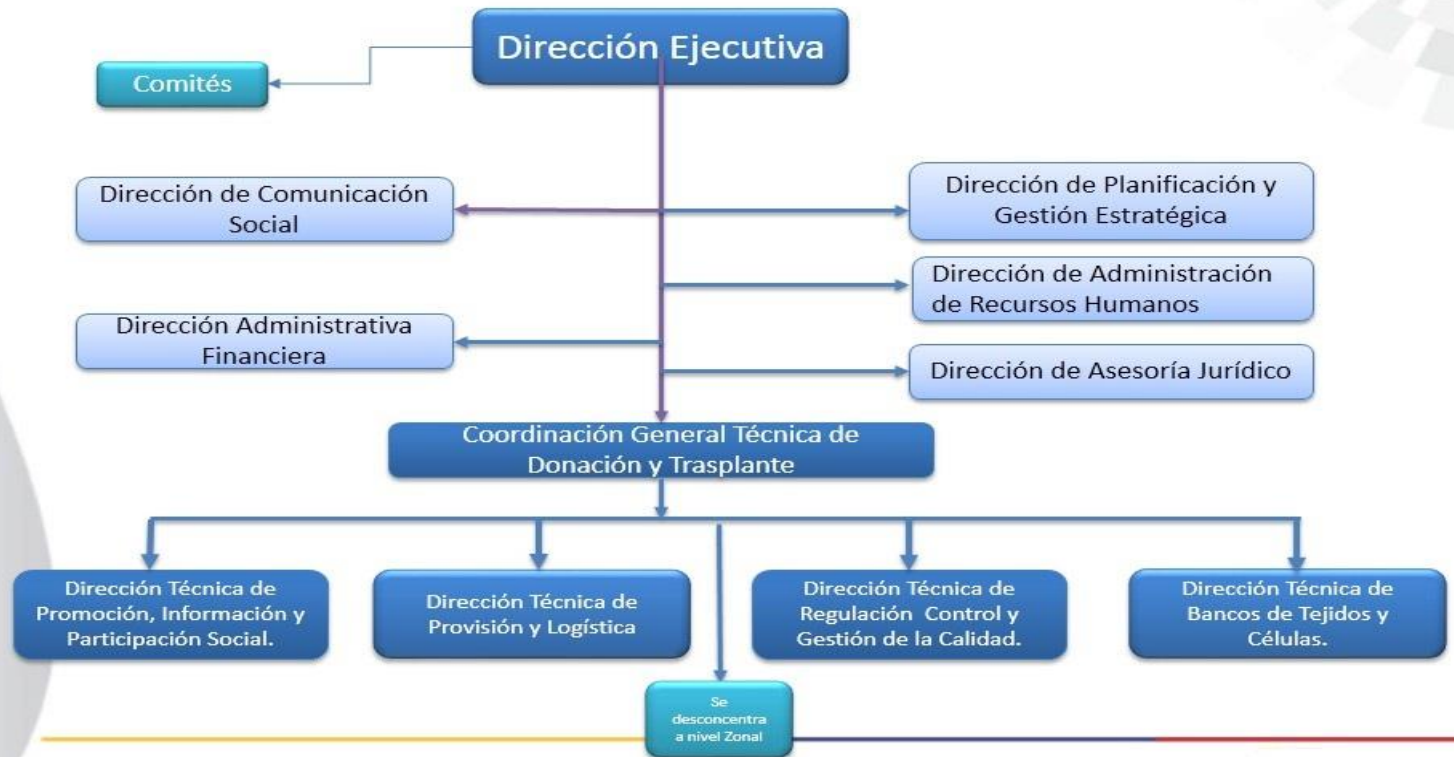 Dirección Ejecutiva
Comités
Dirección de Comunicación
Social
Dirección de Planificación y
Gestión Estratégica
Dirección de Administración
de Recursos Humanos
Dirección Administrativa
Financiera
Dirección de Asesoría Jurídico
Coordinación General Técnica de
Donación y Trasplante
Dirección Técnica de
Promoción, Información y
Participación Social.
Dirección Técnica de
Provisión y Logística
Dirección Técnica de
Regulación Control y
Gestión de la Calidad.
Dirección Técnica de
Bancos de Tejidos y
Células.
Se
desconcentra
a nivel Zonal